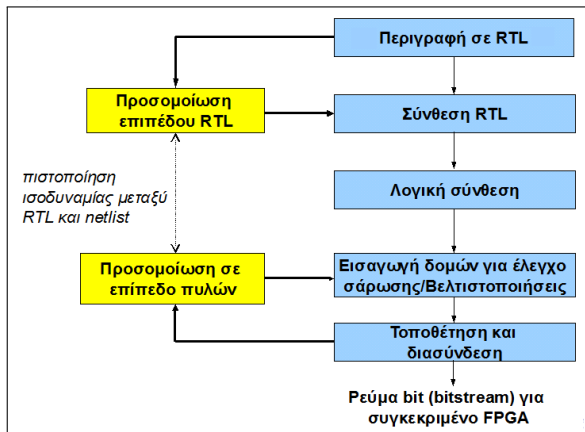 Περιγραφή σε RTL
Προσομοίωση
επιπέδου RTL
Σύνθεση RTL
πιστοποίηση
ισοδυναμίας μεταξύ
RTL και netlist
Λογική σύνθεση
Προσομοίωση σε
επίπεδο πυλών
Εισαγωγή δομών για έλεγχο
σάρωσης/Βελτιστοποιήσεις
Τοποθέτηση και
διασύνδεση
Ρεύμα bit (bitstream) για
συγκεκριμένο FPGA